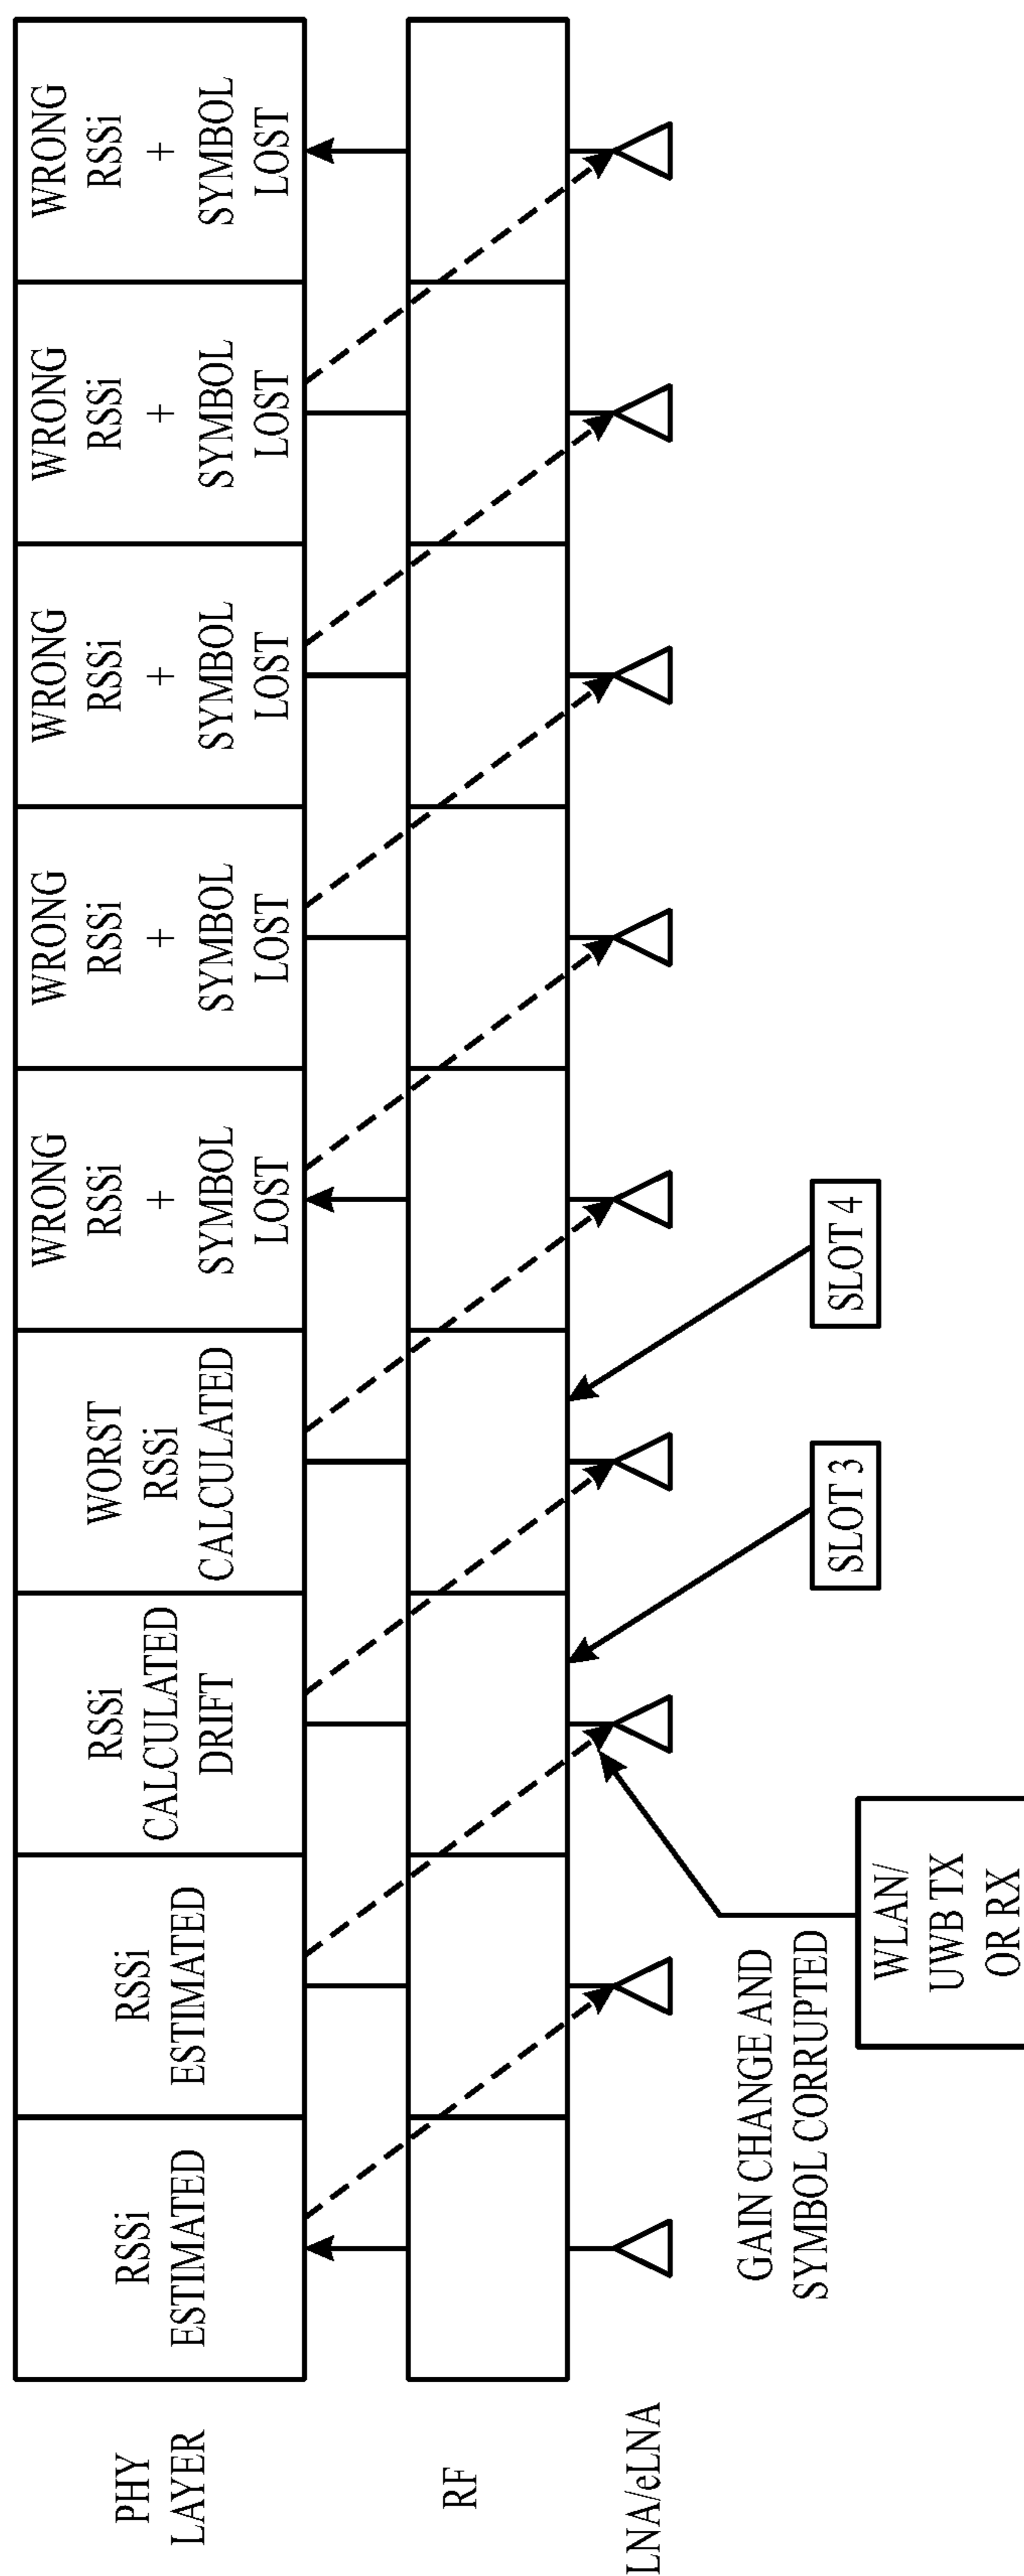 PHY
LAYER
RSSi
ESTIMATED
RSSi
ESTIMATED
RSSi
CALCULATED
DRIFT
WORST
RSSi
CALCULATED
WRONG
RSSi
+
SYMBOL
LOST
WRONG
RSSi
+
SYMBOL
LOST
WRONG
RSSi
+
SYMBOL
LOST
WRONG
RSSi
+
SYMBOL
LOST
WRONG
RSSi
+
SYMBOL
LOST
RF
LNA/eLNA
GAIN CHANGE AND
SYMBOL CORRUPTED
SLOT 3
SLOT 4
WLAN/
UWB TX
OR RX